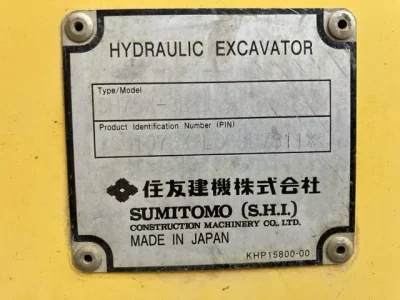 HYDRAULIC EXCAVATOR
Type/Model
Product Identification Number (PIN)
住友建機株式会社
SUMITOMO (S.H.I.)
CONSTRUCTION MACHINERY CO., LTD.
MADE IN JAPAN
KHP15800-00